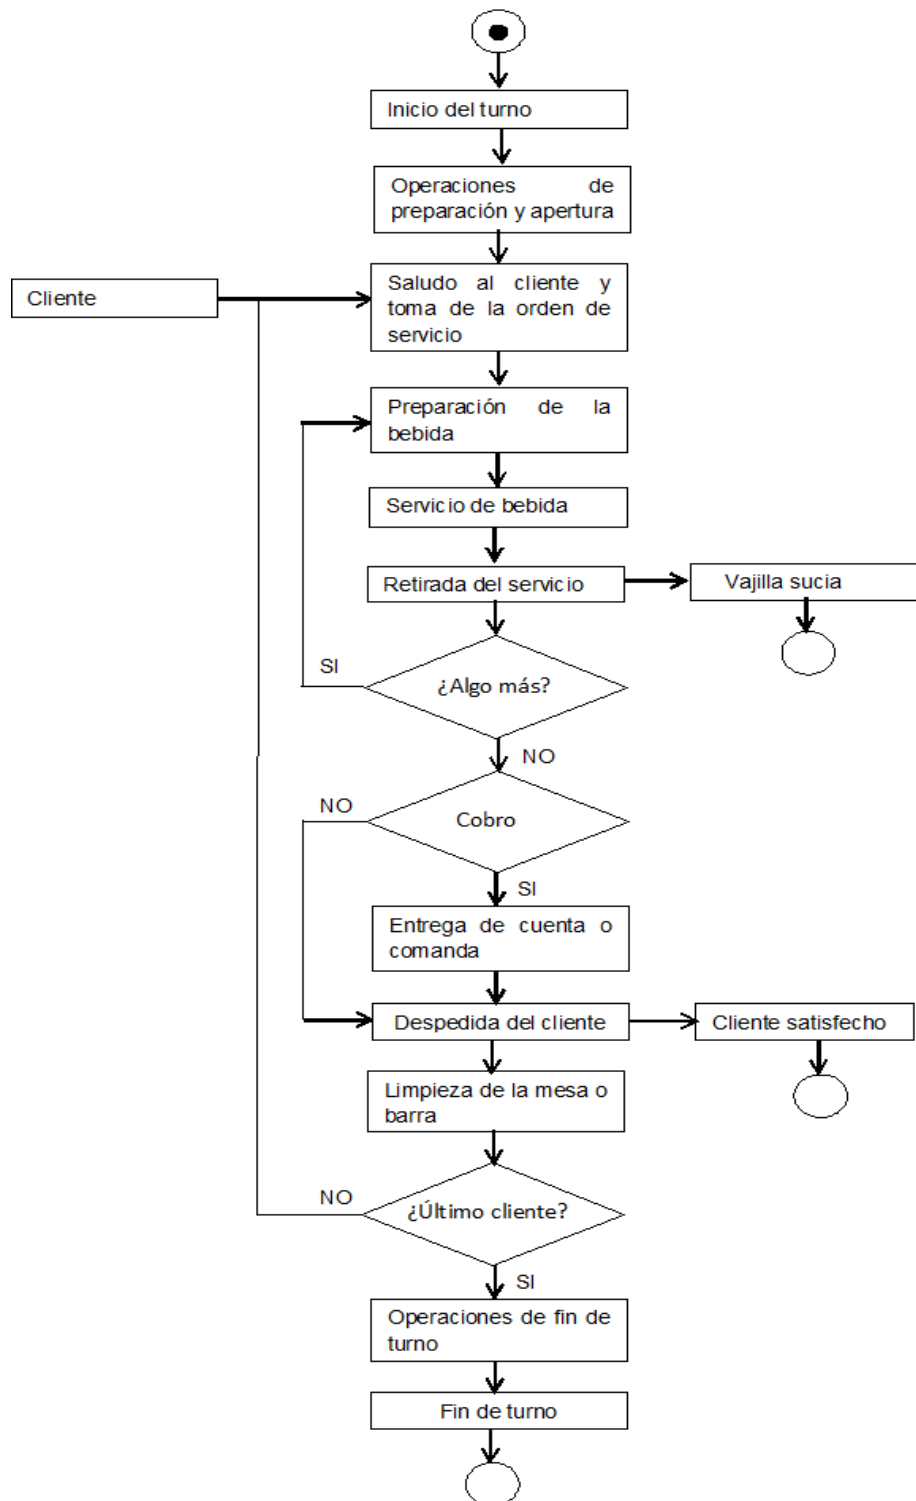 Inicio del turno
Operaciones de
preparación y apertura
Cliente
Saludo al cliente y
toma de la orden de
servicio
Preparación de la
bebida
Servicio de bebida
Retirada del servicio
Vajilla sucia
SI
¿Algo más?
NO
NO
Cobro
SI
Entrega de cuenta o
comanda
Despedida del cliente
Cliente satisfecho
Limpieza de la mesa o
barra
NO
¿Último cliente?
SI
Operaciones de fin de
turno
Fin de turno